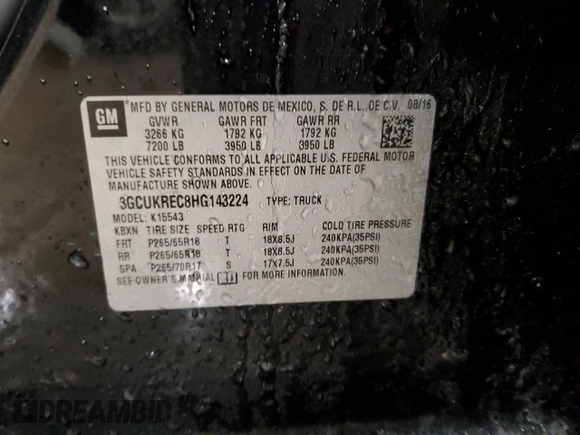 GM
MFD BY GENERAL MOTORS DE MEXICO, S. DE R.L. DE C.V. 08/16
GVWR GAWR FRT GAWR RR
3266 KG 1792 KG 1792 KG
7200 LB 3950 LB 3950 LB
THIS VEHICLE CONFORMS TO ALL APPLICABLE U.S. FEDERAL MOTOR
VEHICLE SAFETY STANDARDS IN EFFECT ON THE DATE OF
MANUFACTURE SHOWN ABOVE.
3GCUKREC8HG143224 TYPE: TRUCK
MODEL: K15543
KBXN TIRE SIZE SPEED RTG RIM COLD TIRE PRESSURE
FRT P265/65R18 T 18X8.5J 240KPA(35PSI)
RR P265/65R18 T 18X8.5J 240KPA(35PSI)
SPA P265/70R17 S 17X7.5J 240KPA(35PSI)
SEE OWNER'S MANUAL
DREAMBID